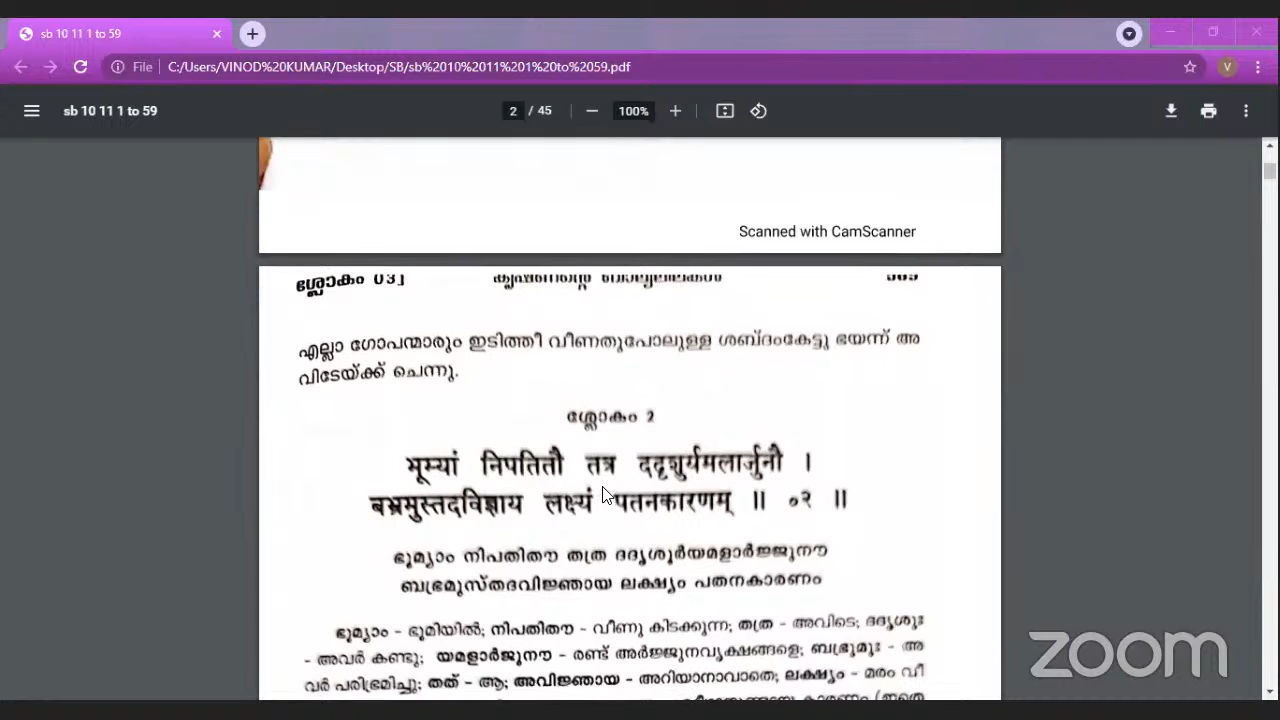 sb 10 11 1 to 59
File C:/Users/VINOD%20KUMAR/Desktop/SB/sb%2010%2011%201%20to%2059.pdf
V
sb 10 11 1 to 59
2 / 45
100%
Scanned with CamScanner
ശ്ലോകം 03]
എല്ലാ ഗോപന്മാരും ഇടിത്തീ വീണതുപോലുള്ള ശബ്ദംകേട്ടു ഭയന്ന് അ
വിടേയ്ക്ക് ചെന്നു.
ശ്ലോകം 2
भूम्यां निपतितौ तत्र ददृशुर्यमलार्जुनौ ।
बभ्रमुस्तदविज्ञाय लक्ष्यं पतनकारणम् ॥ ०२ ॥
ഭൂമ്യാം നിപതിതൗ തത്ര ദദൃശുർയമളാർജ്ജുനൗ
ബഭ്രമുസ്തദവിജ്ഞായ ലക്ഷ്യം പതനകാരണം
ഭൂമ്യാം - ഭൂമിയിൽ; നിപതിതൗ - വീണു കിടക്കുന്ന; തത്ര - അവിടെ; ദദൃശുഃ
- അവർ കണ്ടു; യമളാർജുനൗ - രണ്ട് അർജ്ജുനവൃക്ഷങ്ങളെ; ബഭ്രുമുഃ - അ
വർ പരിഭ്രമിച്ചു; തത് - ആ; അവിജ്ഞായ - അറിയാനാവാതെ; ലക്ഷ്യം - മരം വീ
zoom